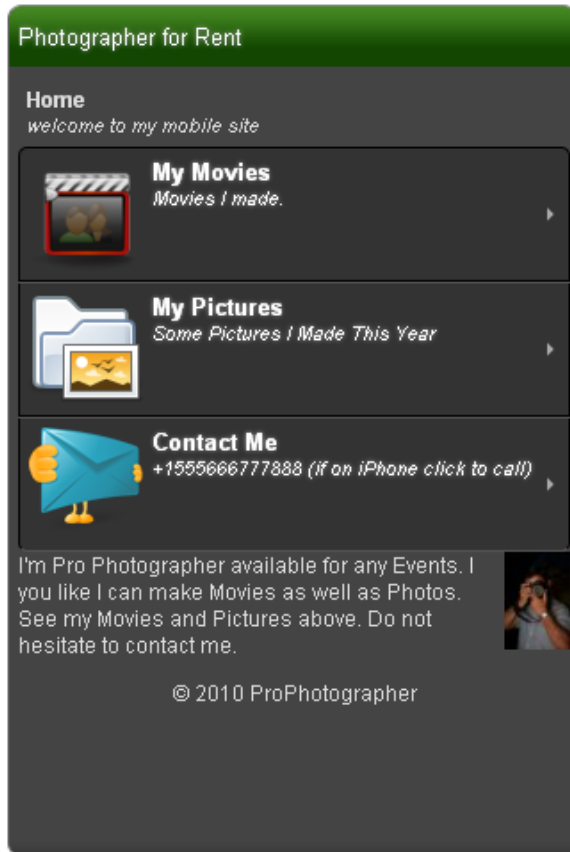 Photographer for Rent
Home
welcome to my mobile site
My Movies
Movies I made.
My Pictures
Some Pictures I Made This Year
Contact Me
+1555666777888 (if on iPhone click to call)
I'm Pro Photographer available for any Events. I
you like I can make Movies as well as Photos.
See my Movies and Pictures above. Do not
hesitate to contact me.
© 2010 ProPhotographer